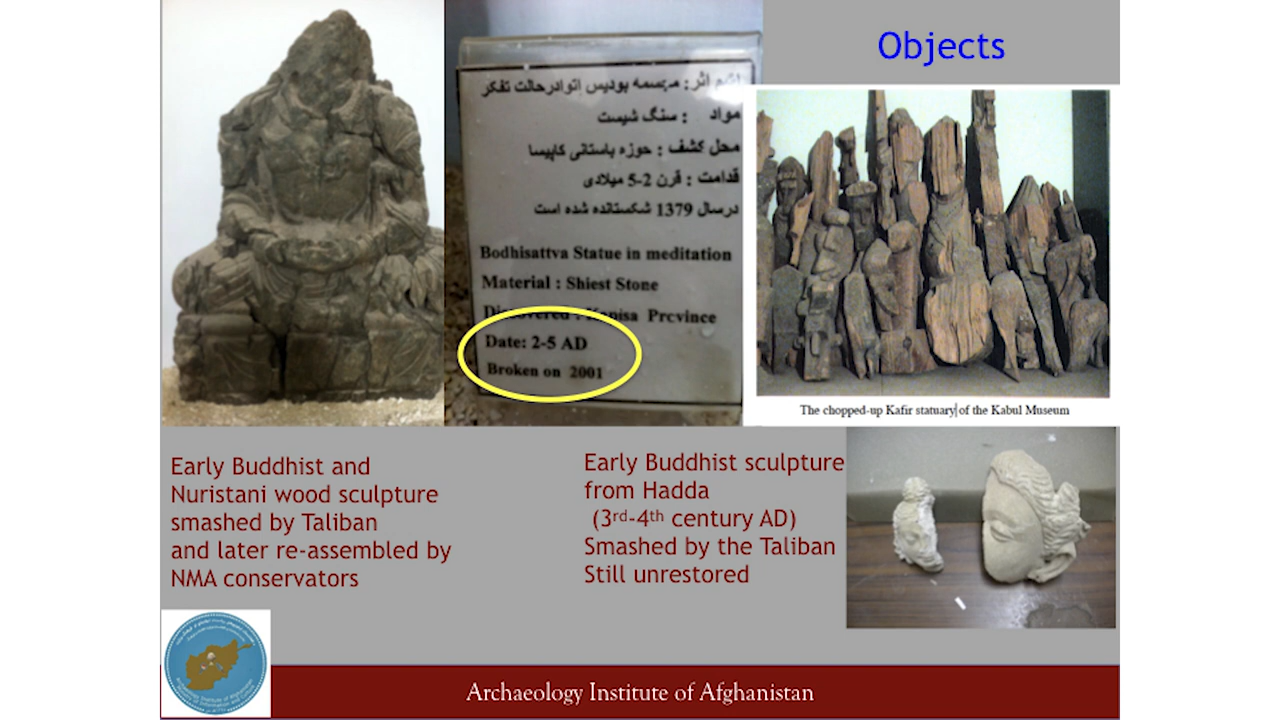 Objects
اسم اثر: مجسمه بودیس اتوادرحالت تفکر
مواد : سنگ شیست
محل کشف : حوزه باستانی کاپیسا
قدامت : قرن 2-5 میلادی
درسال 1379 شکستانده شده است
Bodhisattva Statue in meditation
Material : Shiest Stone
Discovered : Kapisa Prcvince
Date: 2-5 AD
Broken on 2001
The chopped-up Kafir statuary of the Kabul Museum
Early Buddhist and
Nuristani wood sculpture
smashed by Taliban
and later re-assembled by
NMA conservators
Early Buddhist sculpture
from Hadda
(3rd-4th century AD)
Smashed by the Taliban
Still unrestored
Archaeology Institute of Afghanistan